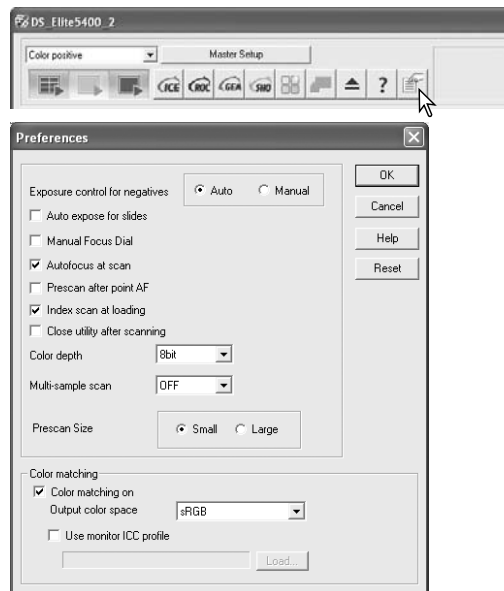 DS_Elite5400_2
Color positive
Master Setup
ICE ROC GEM SHO ?
Preferences
Exposure control for negatives Auto Manual
Auto expose for slides
Manual Focus Dial
Autofocus at scan
Prescan after point AF
Index scan at loading
Close utility after scanning
Color depth 8bit
Multi-sample scan OFF
Prescan Size Small Large
OK
Cancel
Help
Reset
Color matching
Color matching on
Output color space sRGB
Use monitor ICC profile
Load...